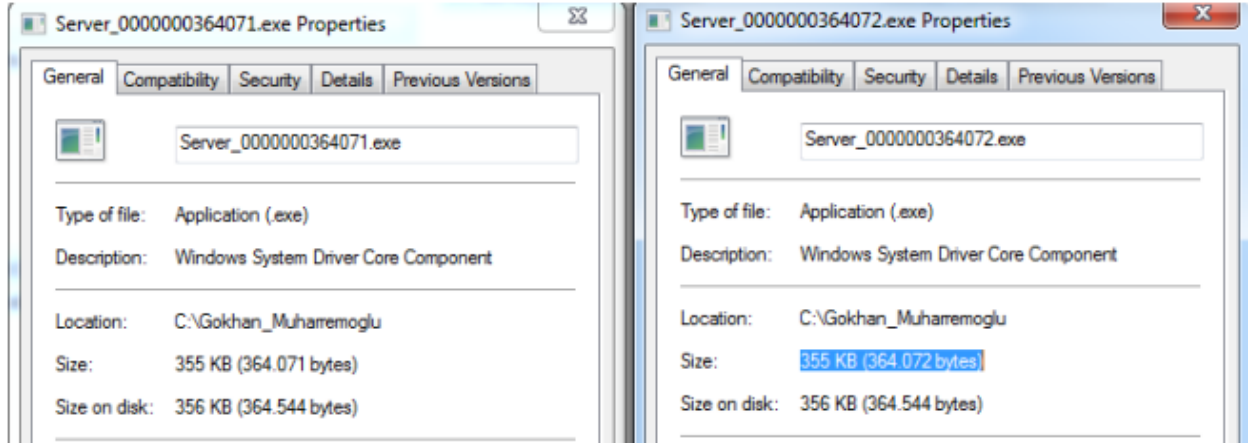 Server_0000000364071.exe Properties
General Compatibility Security Details Previous Versions
Server_0000000364071.exe
Type of file: Application (.exe)
Description: Windows System Driver Core Component
Location: C:\Gokhan_Muharremoglu
Size: 355 KB (364.071 bytes)
Size on disk: 356 KB (364.544 bytes)
Server_0000000364072.exe Properties
General Compatibility Security Details Previous Versions
Server_0000000364072.exe
Type of file: Application (.exe)
Description: Windows System Driver Core Component
Location: C:\Gokhan_Muharremoglu
Size: 355 KB (364.072 bytes)
Size on disk: 356 KB (364.544 bytes)